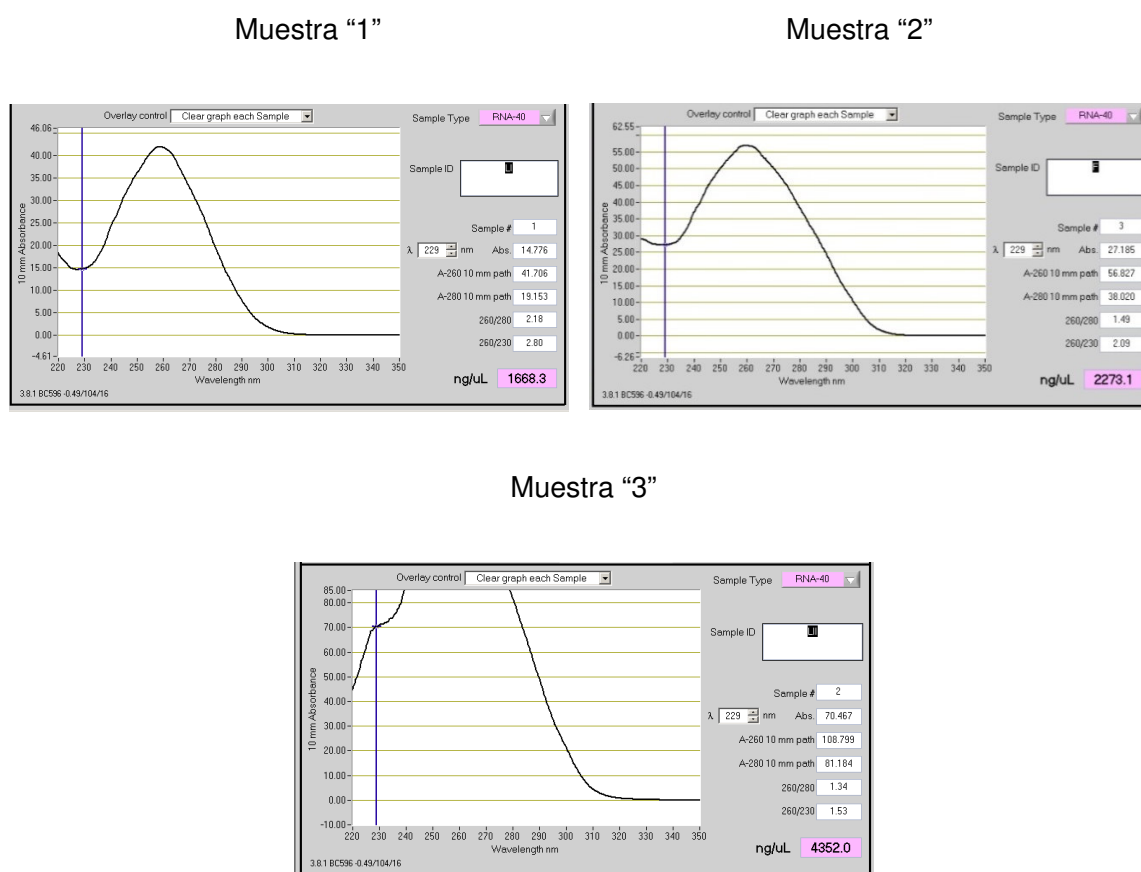 Muestra “1”
Muestra “2”
Overlay control Clear graph each Sample
Sample Type RNA-40
46.06
40.00
35.00
30.00
25.00
20.00
15.00
10.00
5.00
0.00
-4.61
10 mm Absorbance
220 230 240 250 260 270 280 290 300 310 320 330 340 350
Wavelength nm
3.8.1 BC596 -0.49/104/16
Sample ID
Sample # 1
λ 229 nm Abs. 14.776
A-260 10 mm path 41.706
A-280 10 mm path 19.153
260/280 2.18
260/230 2.80
ng/uL 1668.3
Overlay control Clear graph each Sample
Sample Type RNA-40
62.55
55.00
50.00
45.00
40.00
35.00
30.00
25.00
20.00
15.00
10.00
5.00
0.00
-6.26
10 mm Absorbance
220 230 240 250 260 270 280 290 300 310 320 330 340 350
Wavelength nm
3.8.1 BC596 -0.49/104/16
Sample ID F
Sample # 3
λ 229 nm Abs. 27.185
A-260 10 mm path 56.827
A-280 10 mm path 38.020
260/280 1.49
260/230 2.09
ng/uL 2273.1
Muestra “3”
Overlay control Clear graph each Sample
Sample Type RNA-40
85.00
80.00
70.00
60.00
50.00
40.00
30.00
20.00
10.00
0.00
-10.00
10 mm Absorbance
220 230 240 250 260 270 280 290 300 310 320 330 340 350
Wavelength nm
3.8.1 BC596 -0.49/104/16
Sample ID
Sample # 2
λ 229 nm Abs. 70.467
A-260 10 mm path 108.799
A-280 10 mm path 81.184
260/280 1.34
260/230 1.53
ng/uL 4352.0